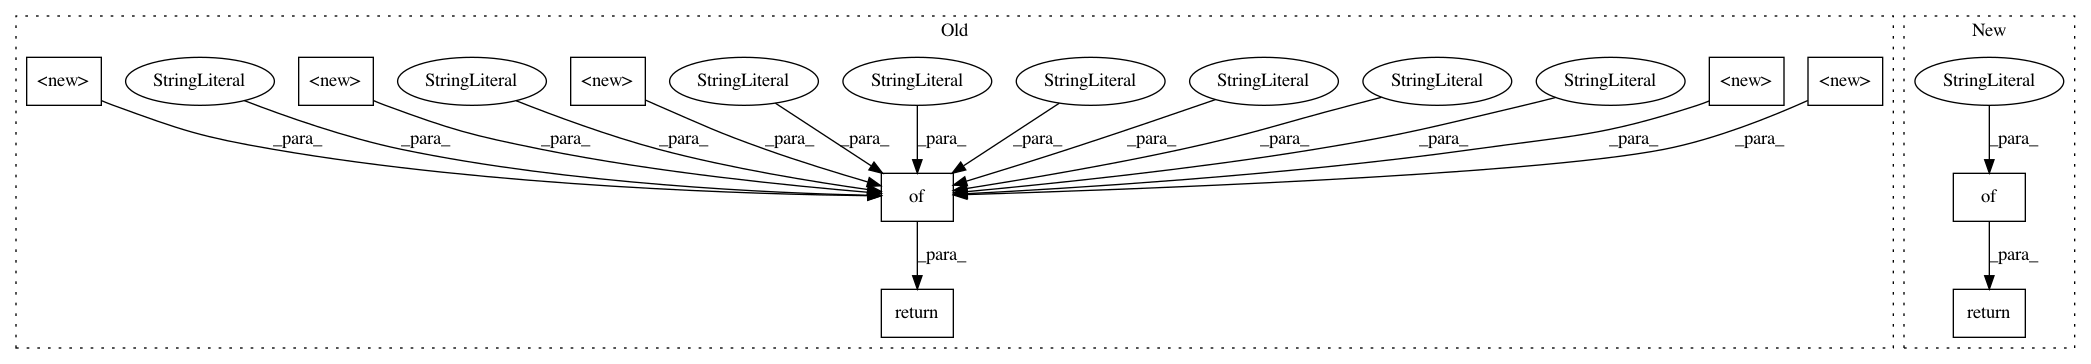 Old New
<new> StringLiteral <new> StringLiteral <new> StringLiteral StringLiteral StringLiteral StringLiteral StringLiteral StringLiteral <new> <new> StringLiteral
_para_ _para_ _para_ _para_ _para_ _para_ _para_ _para_ _para_ _para_ _para_ _para_ _para_ _para_
of of
_para_ _para_
return return